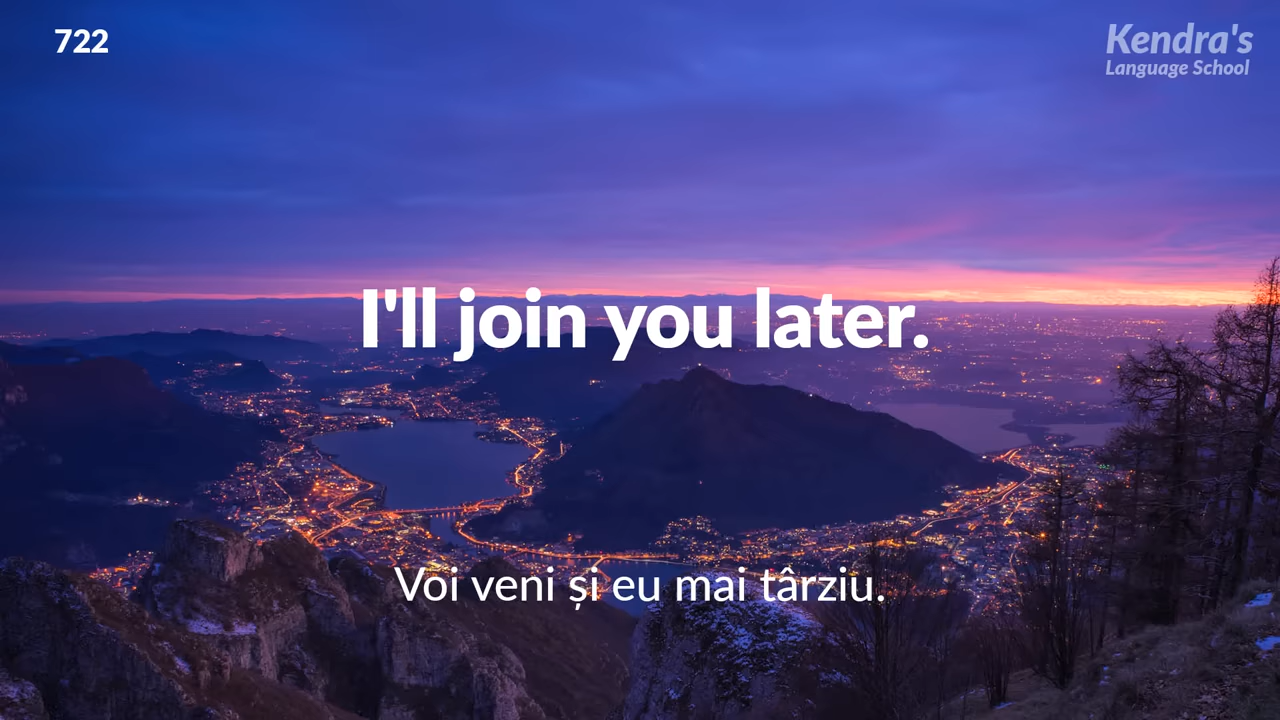 722
Kendra's
Language School
I'll join you later.
Voi veni și eu mai târziu.